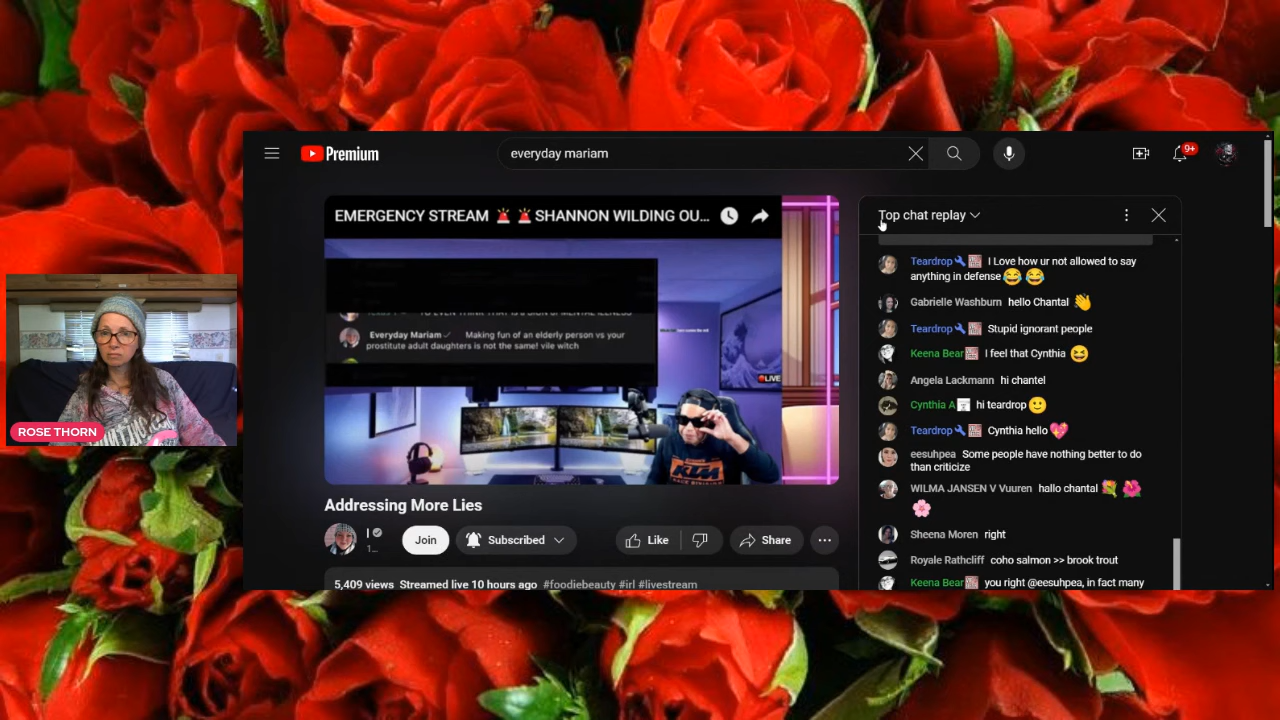 Premium
everyday mariam
9+
EMERGENCY STREAM 🚨 🚨 SHANNON WILDING OU...
Everyday Mariam✓ Making fun of an elderly person vs your
prostitute adult daughters is not the same! vile witch
LIVE
KTM
Addressing More Lies
Join
Subscribed
Like
Share
5,409 views Streamed live 10 hours ago #foodiebeauty #irl #livestream
Top chat replay
Teardrop I Love how ur not allowed to say
anything in defense 😂 😂
Gabrielle Washburn hello Chantal 👋
Teardrop Stupid ignorant people
Keena Bear I feel that Cynthia 😆
Angela Lackmann hi chantel
Cynthia A hi teardrop 🙂
Teardrop Cynthia hello 💖
eesuhpea Some people have nothing better to do
than criticize
WILMA JANSEN V Vuuren hallo chantal 💐 🌺
🌸
Sheena Moren right
Royale Rathcliff coho salmon >> brook trout
Keena Bear you right @eesuhpea, in fact many
ROSE THORN